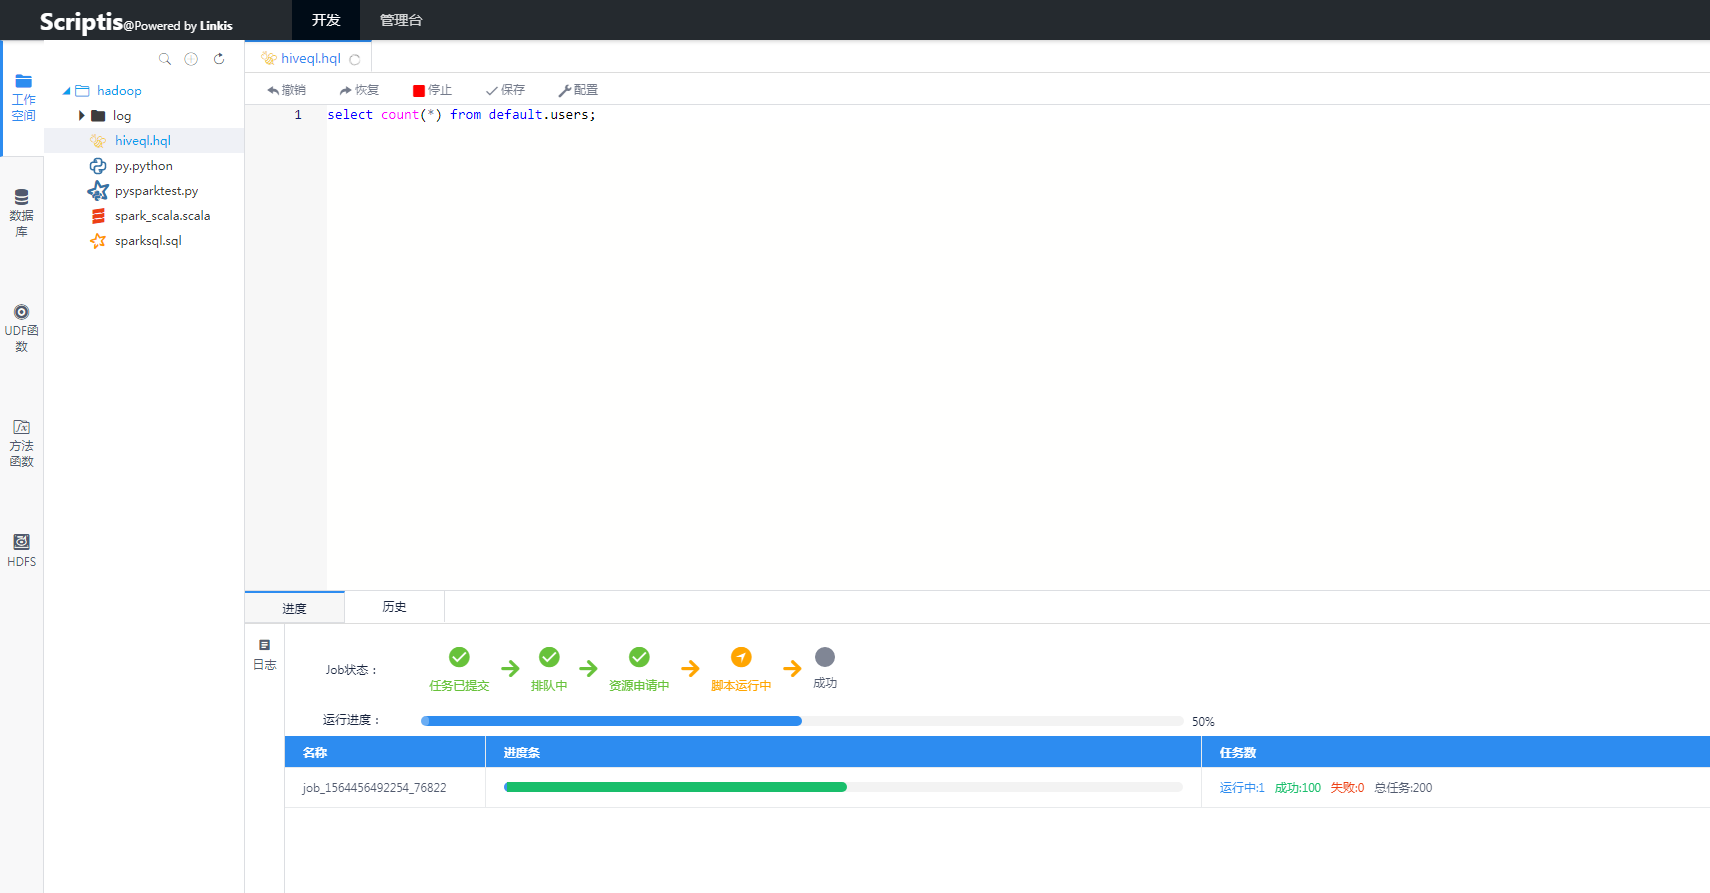 Scriptis@Powered by Linkis
开发
管理台
工作
空间
数据
库
UDF函
数
方法
函数
HDFS
hadoop
log
hiveql.hql
py.python
pysparktest.py
spark_scala.scala
sparksql.sql
hiveql.hql
撤销
恢复
停止
保存
配置
1 select count(*) from default.users;
进度
历史
日志
Job状态：
任务已提交
排队中
资源申请中
脚本运行中
成功
运行进度：
50%
名称
进度条
任务数
job_1564456492254_76822
运行中:1 成功:100 失败:0 总任务:200